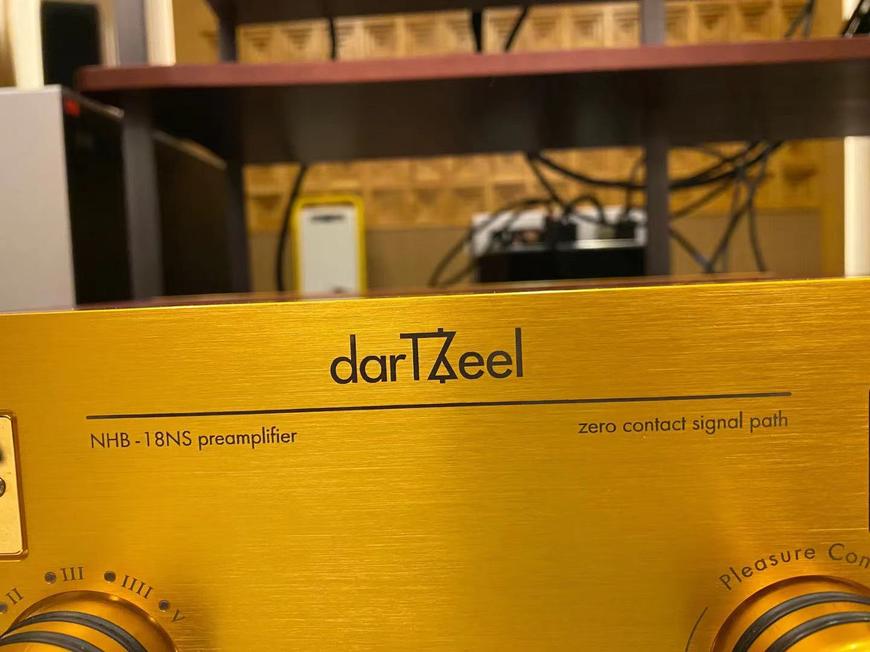 darTZeel
NHB-18NS preamplifier
zero contact signal path
II III IIII V
Pleasure Con